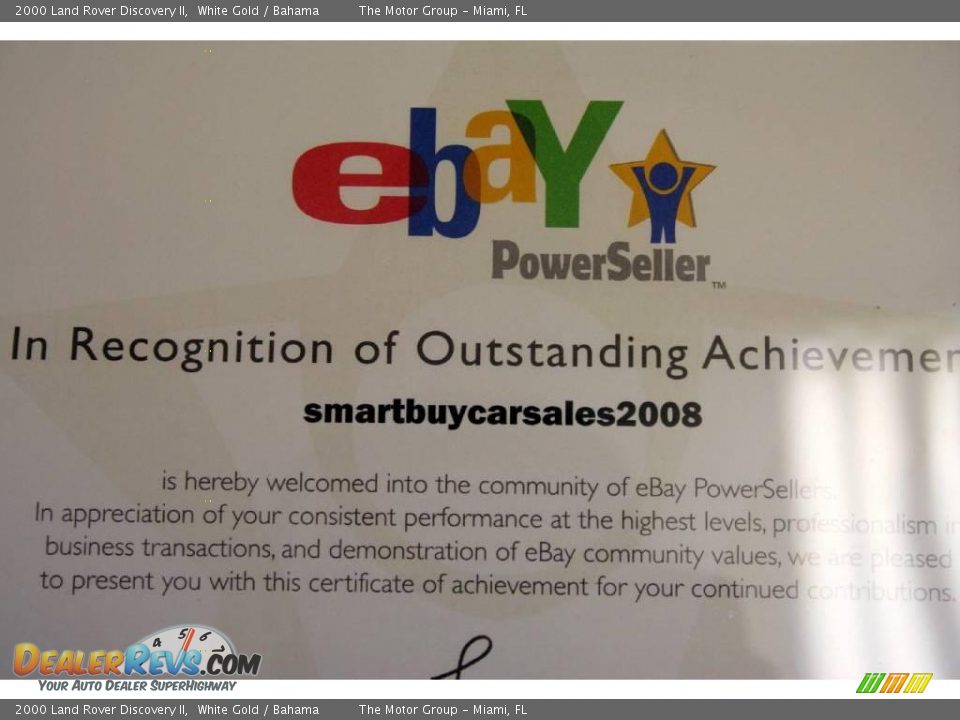 2000 Land Rover Discovery II,  White Gold / Bahama  The Motor Group - Miami, FL
ebay
PowerSeller™
In Recognition of Outstanding Achievemen
smartbuycarsales2008
is hereby welcomed into the community of eBay PowerSellers.
In appreciation of your consistent performance at the highest levels, professionalism in
business transactions, and demonstration of eBay community values, we are pleased
to present you with this certificate of achievement for your continued contributions.
4 5 6
DEALERREVS.COM
YOUR AUTO DEALER SUPERHIGHWAY
2000 Land Rover Discovery II,  White Gold / Bahama  The Motor Group - Miami, FL